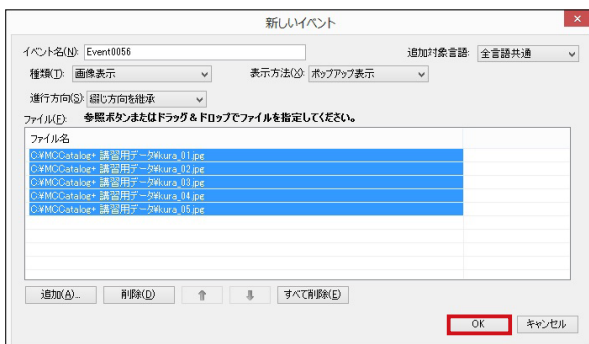 新しいイベント
イベント名(N): Event0056 追加対象言語: 全言語共通
種類(T): 画像表示 表示方法(X): ポップアップ表示
進行方向(S): 綴じ方向を継承
ファイル(F): 参照ボタンまたはドラッグ&ドロップでファイルを指定してください。
ファイル名
C:¥MCCatalog+ 講習用データ¥kura_01.jpg
C:¥MCCatalog+ 講習用データ¥kura_02.jpg
C:¥MCCatalog+ 講習用データ¥kura_03.jpg
C:¥MCCatalog+ 講習用データ¥kura_04.jpg
C:¥MCCatalog+ 講習用データ¥kura_05.jpg
追加(A)... 削除(D) すべて削除(E)
OK キャンセル